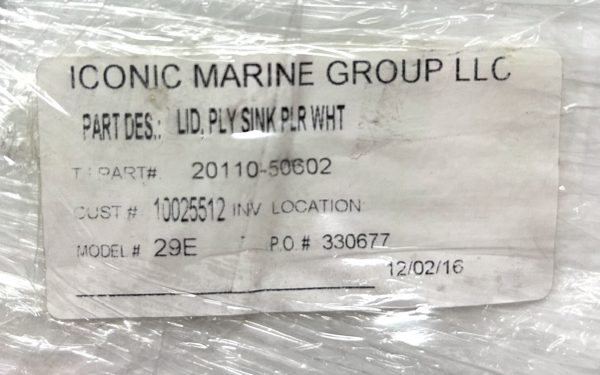 ICONIC MARINE GROUP LLC
PART DES.: LID, PLY SINK PLR WHT
PART# 20110-50602
CUST # 10025512 INV LOCATION
MODEL # 29E P.O # 330677
12/02/16